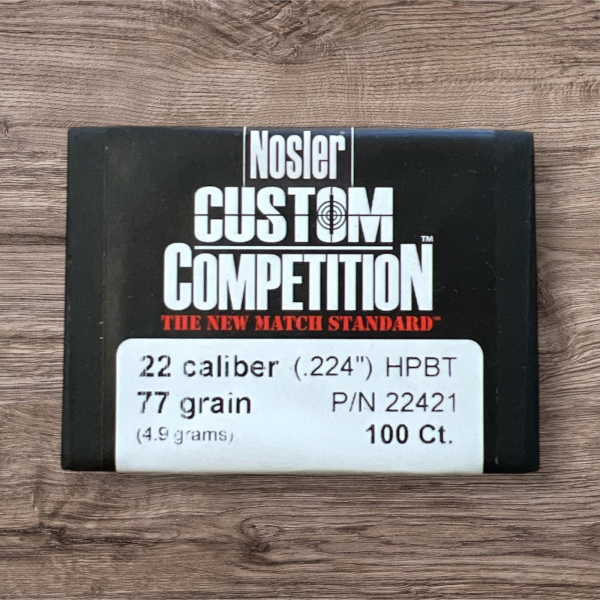 Nosler
CUSTOM
COMPETITION™
THE NEW MATCH STANDARD™
22 caliber (.224") HPBT
77 grain P/N 22421
(4.9 grams) 100 Ct.